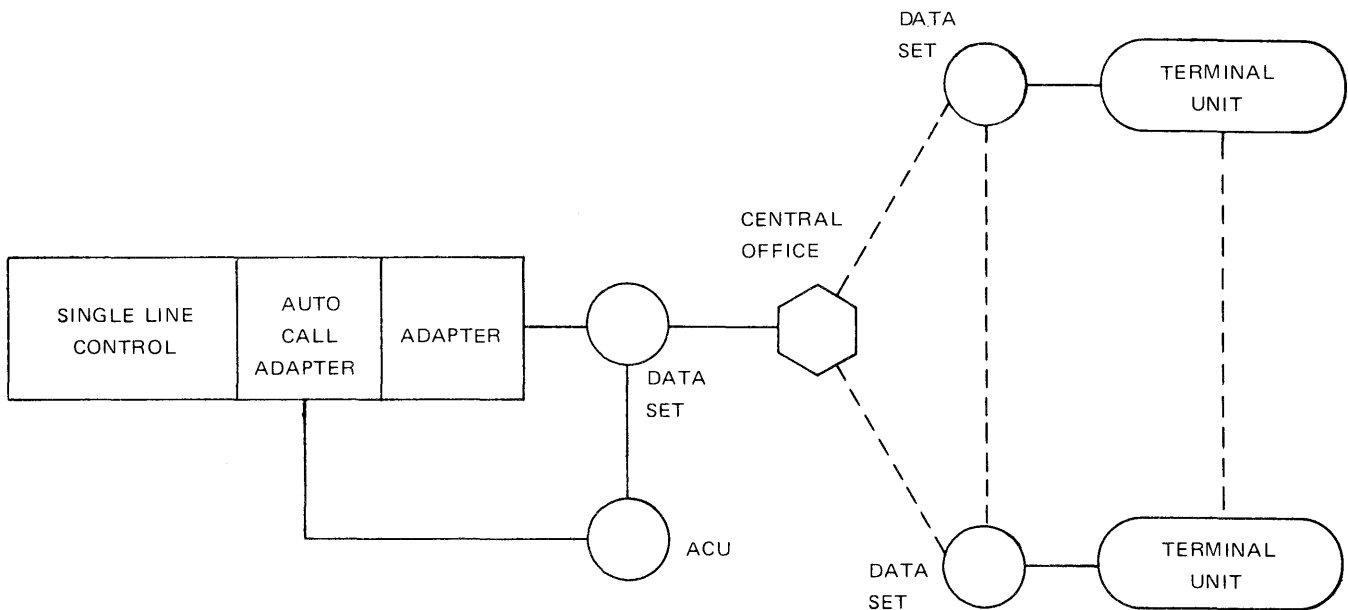 DATA
SET
TERMINAL
UNIT
CENTRAL
OFFICE
SINGLE LINE
CONTROL
AUTO
CALL
ADAPTER
ADAPTER
DATA
SET
ACU
DATA
SET
TERMINAL
UNIT